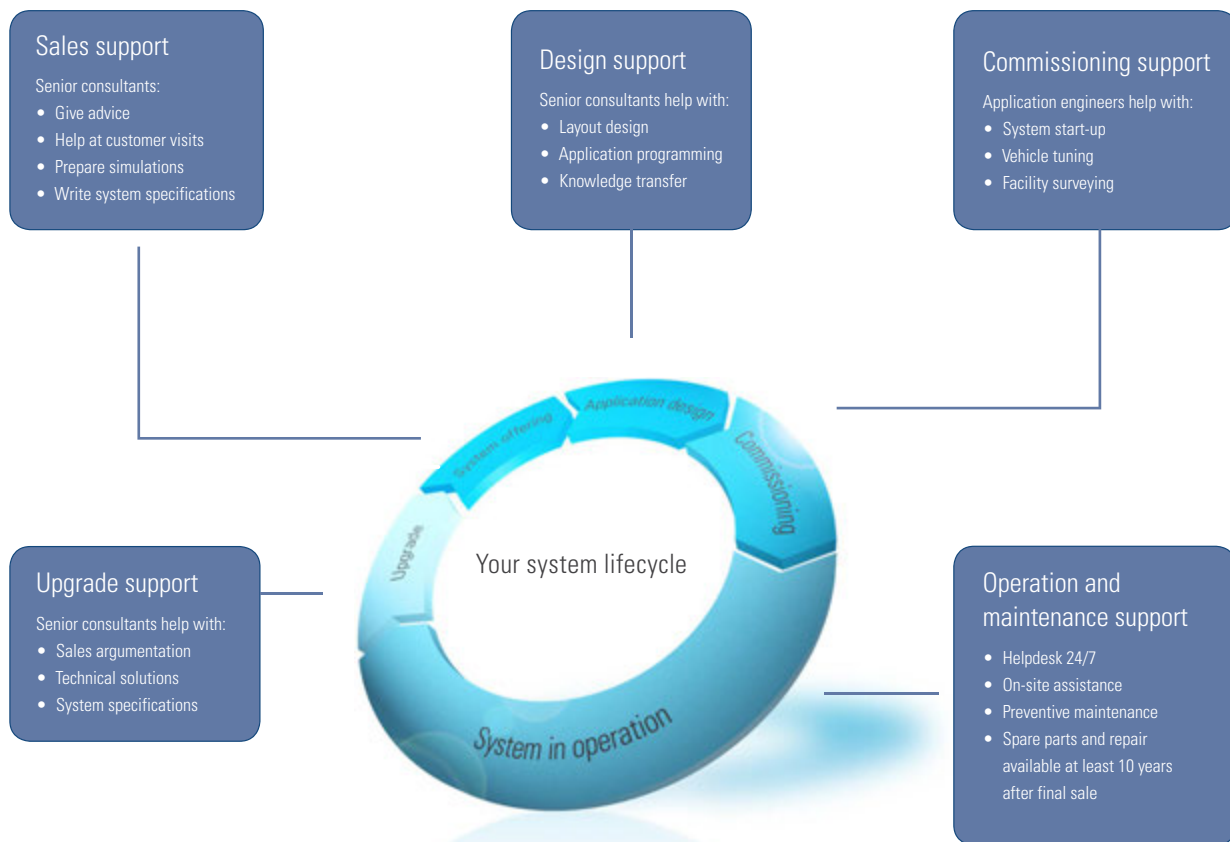 Sales support
Senior consultants:
• Give advice
• Help at customer visits
• Prepare simulations
• Write system specifications
Design support
Senior consultants help with:
• Layout design
• Application programming
• Knowledge transfer
Commissioning support
Application engineers help with:
• System start-up
• Vehicle tuning
• Facility surveying
System offering
Application design
Commissioning
Upgrade
Your system lifecycle
System in operation
Upgrade support
Senior consultants help with:
• Sales argumentation
• Technical solutions
• System specifications
Operation and
maintenance support
• Helpdesk 24/7
• On-site assistance
• Preventive maintenance
• Spare parts and repair
available at least 10 years
after final sale